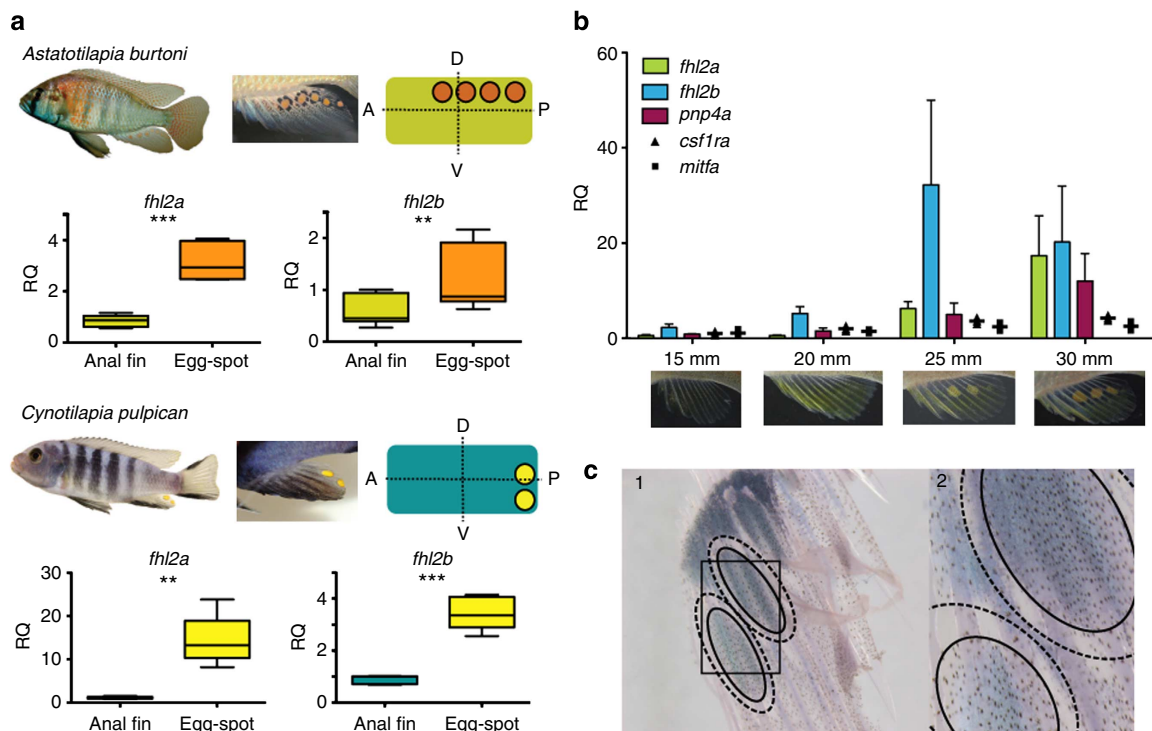 a
Astatotilapia burtoni
D
A
P
V
fhl2a
***
RQ
4
2
0
Anal fin
Egg-spot
fhl2b
**
RQ
2
1
0
Anal fin
Egg-spot
Cynotilapia pulpican
D
A
P
V
fhl2a
**
RQ
30
20
10
0
Anal fin
Egg-spot
fhl2b
***
RQ
4
2
0
Anal fin
Egg-spot
b
RQ
60
40
20
0
fhl2a
fhl2b
pnp4a
csf1ra
mitfa
15 mm
20 mm
25 mm
30 mm
c
1
2